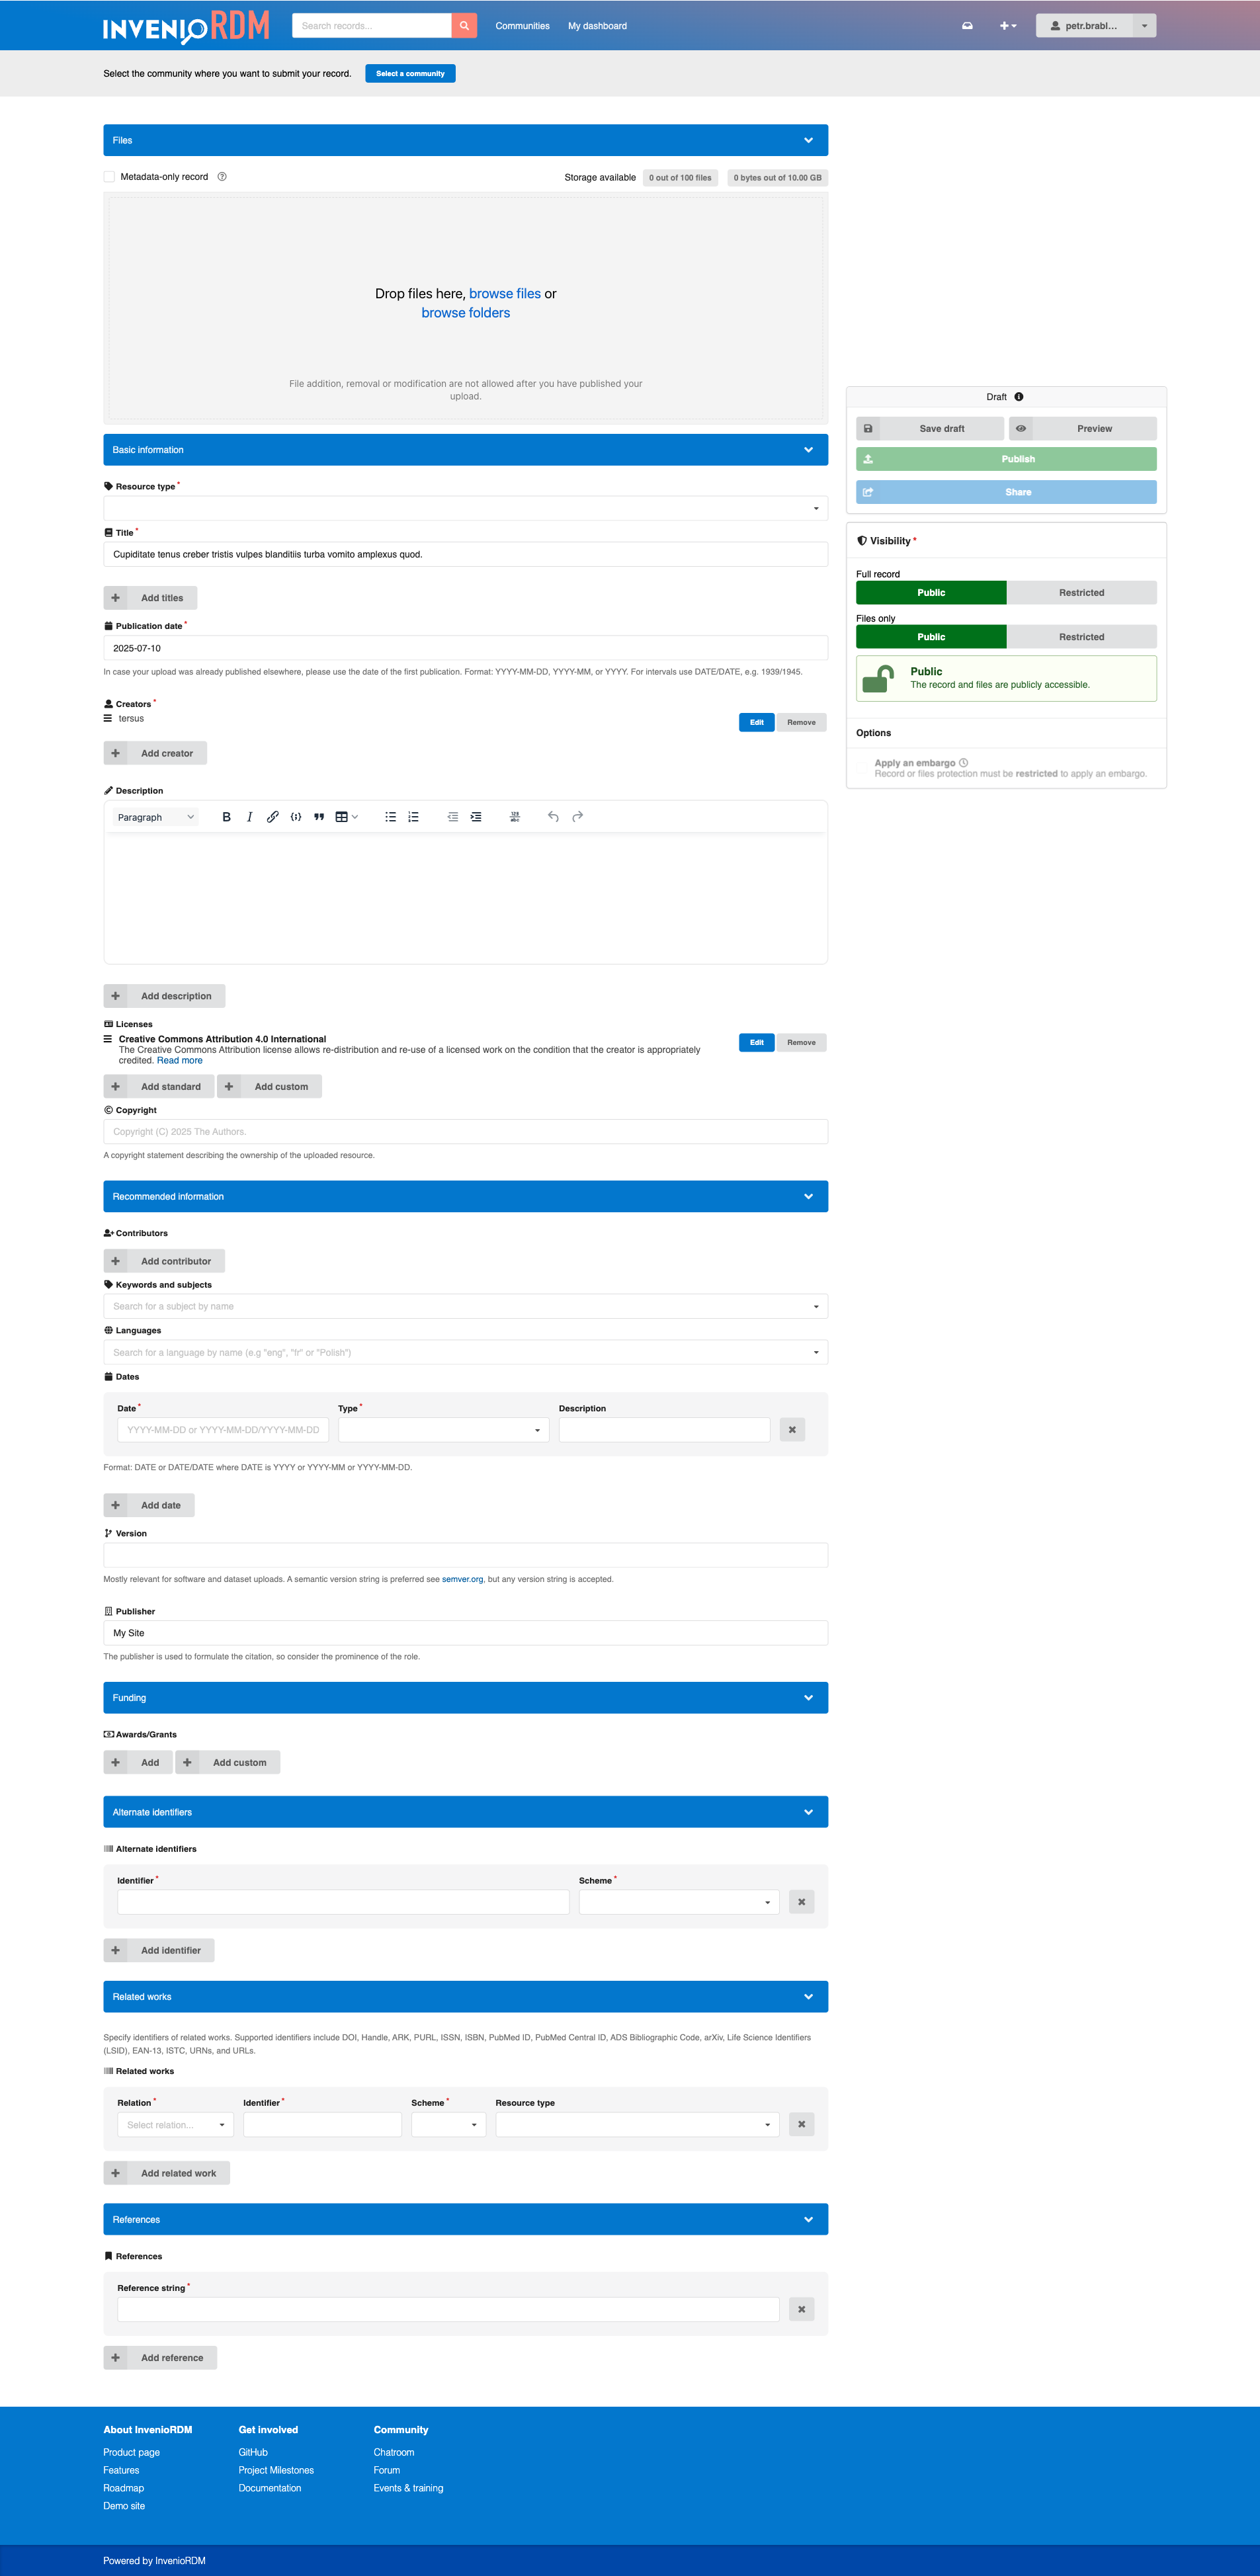 INVENIORDM
Search records...
Communities
My dashboard
petr.brabl...
Select the community where you want to submit your record.
Select a community
Files
Metadata-only record
Storage available
0 out of 100 files
0 bytes out of 10.00 GB
Drop files here, browse files or
browse folders
File addition, removal or modification are not allowed after you have published your
upload.
Draft
Save draft
Preview
Publish
Share
Visibility *
Full record
Public
Restricted
Files only
Public
Restricted
Public
The record and files are publicly accessible.
Options
Apply an embargo
Record or files protection must be restricted to apply an embargo.
Basic information
Resource type *
Title *
Cupiditate tenus creber tristis vulpes blanditiis turba vomito amplexus quod.
Add titles
Publication date *
2025-07-10
In case your upload was already published elsewhere, please use the date of the first publication. Format: YYYY-MM-DD, YYYY-MM, or YYYY. For intervals use DATE/DATE, e.g. 1939/1945.
Creators *
tersus
Edit
Remove
Add creator
Description
Paragraph
Add description
Licenses
Creative Commons Attribution 4.0 International
The Creative Commons Attribution license allows re-distribution and re-use of a licensed work on the condition that the creator is appropriately
credited. Read more
Edit
Remove
Add standard
Add custom
Copyright
Copyright (C) 2025 The Authors.
A copyright statement describing the ownership of the uploaded resource.
Recommended information
Contributors
Add contributor
Keywords and subjects
Search for a subject by name
Languages
Search for a language by name (e.g "eng", "fr" or "Polish")
Dates
Date *
Type *
Description
YYYY-MM-DD or YYYY-MM-DD/YYYY-MM-DD
Format: DATE or DATE/DATE where DATE is YYYY or YYYY-MM or YYYY-MM-DD.
Add date
Version
Mostly relevant for software and dataset uploads. A semantic version string is preferred see semver.org, but any version string is accepted.
Publisher
My Site
The publisher is used to formulate the citation, so consider the prominence of the role.
Funding
Awards/Grants
Add
Add custom
Alternate identifiers
Alternate identifiers
Identifier *
Scheme *
Add identifier
Related works
Specify identifiers of related works. Supported identifiers include DOI, Handle, ARK, PURL, ISSN, ISBN, PubMed ID, PubMed Central ID, ADS Bibliographic Code, arXiv, Life Science Identifiers
(LSID), EAN-13, ISTC, URNs, and URLs.
Related works
Relation *
Identifier *
Scheme *
Resource type
Select relation...
Add related work
References
References
Reference string *
Add reference
About InvenioRDM
Product page
Features
Roadmap
Demo site
Get involved
GitHub
Project Milestones
Documentation
Community
Chatroom
Forum
Events & training
Powered by InvenioRDM